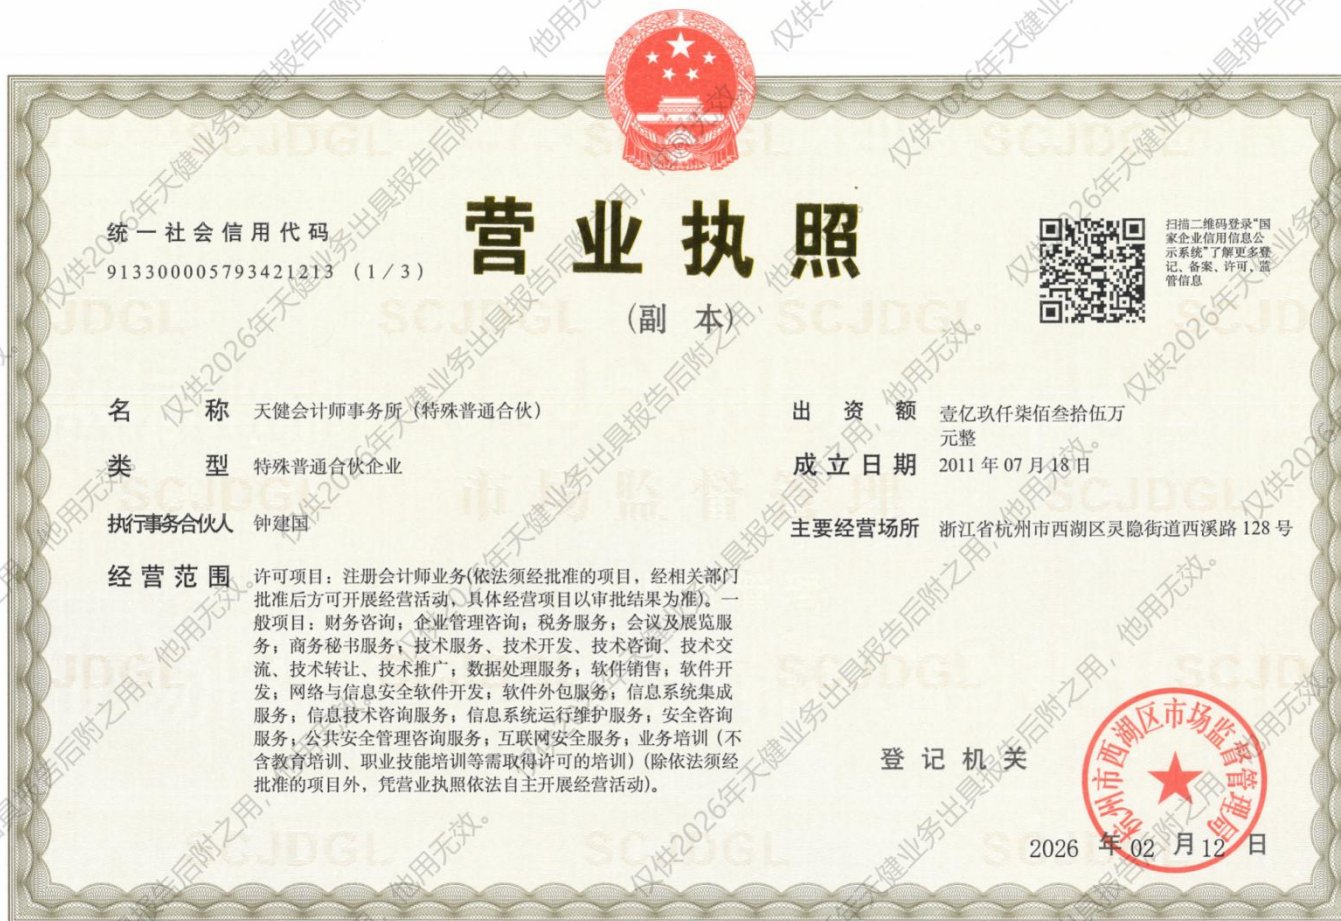 营业执照
（副 本）
统一社会信用代码
913300005793421213 （1/3）
扫描二维码登录“国
家企业信用信息公
示系统”了解更多登
记、备案、许可、监
管信息
名 称 天健会计师事务所（特殊普通合伙）
类 型 特殊普通合伙企业
执行事务合伙人 钟建国
经营范围 许可项目：注册会计师业务(依法须经批准的项目，经相关部门
批准后方可开展经营活动，具体经营项目以审批结果为准)。一
般项目：财务咨询；企业管理咨询；税务服务；会议及展览服
务；商务秘书服务；技术服务、技术开发、技术咨询、技术交
流、技术转让、技术推广；数据处理服务；软件销售；软件开
发；网络与信息安全软件开发；软件外包服务；信息系统集成
服务；信息技术咨询服务；信息系统运行维护服务；安全咨询
服务；公共安全管理咨询服务；互联网安全服务；业务培训（不
含教育培训、职业技能培训等需取得许可的培训）(除依法须经
批准的项目外，凭营业执照依法自主开展经营活动)。
出 资 额 壹亿玖仟柒佰叁拾伍万
元整
成立日期 2011 年 07 月 18 日
主要经营场所 浙江省杭州市西湖区灵隐街道西溪路 128 号
登记机关
杭州市西湖区市场监督管理局
2026 年 02 月 12 日
仅供2026年天健业务出具报告后附之用，他用无效。
SCJDGL
市场监督管理